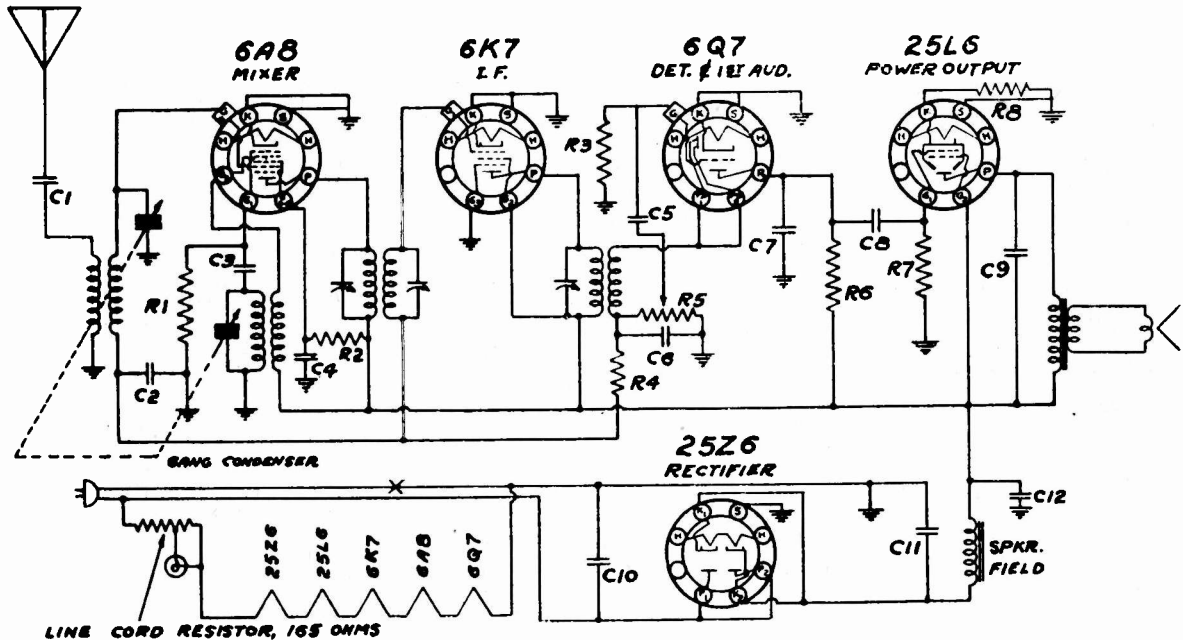 6A8
MIXER
6K7
I.F.
6Q7
DET. & 1ST AUD.
25L6
POWER OUTPUT
R8
C1
R3
C5
C7
C8
R6
R7
C9
C3
R1
R2
C4
C2
R5
C6
R4
GANG CONDENSER
25Z6
RECTIFIER
C12
C11
SPKR.
FIELD
C10
25Z6
25L6
6K7
6A8
6Q7
LINE CORD RESISTOR, 165 OHMS